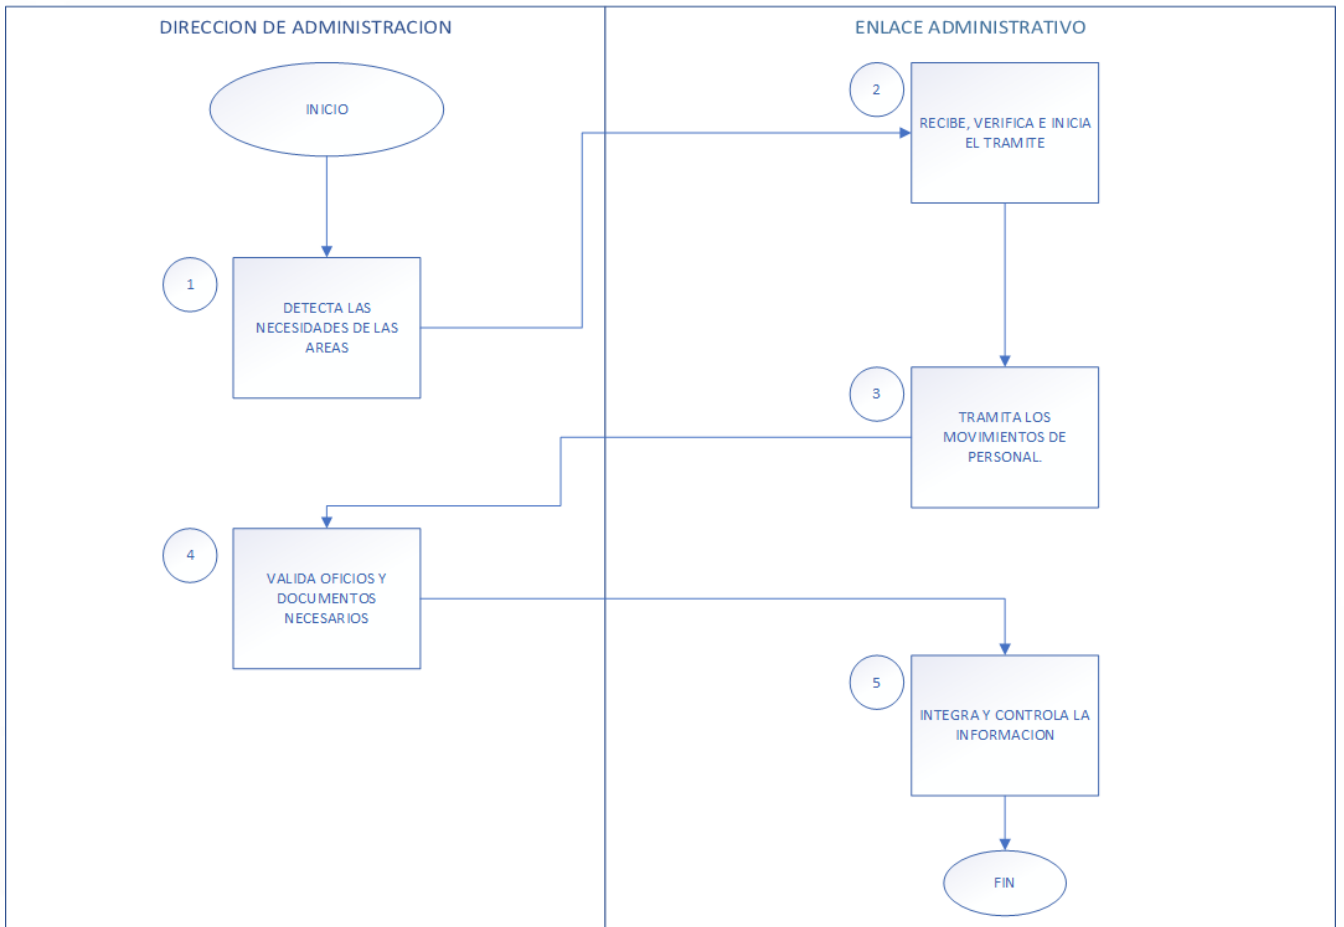 DIRECCION DE ADMINISTRACION
ENLACE ADMINISTRATIVO
INICIO
1
DETECTA LAS
NECESIDADES DE LAS
AREAS
2
RECIBE, VERIFICA E INICIA
EL TRAMITE
3
TRAMITA LOS
MOVIMIENTOS DE
PERSONAL.
4
VALIDA OFICIOS Y
DOCUMENTOS
NECESARIOS
5
INTEGRA Y CONTROLA LA
INFORMACION
FIN